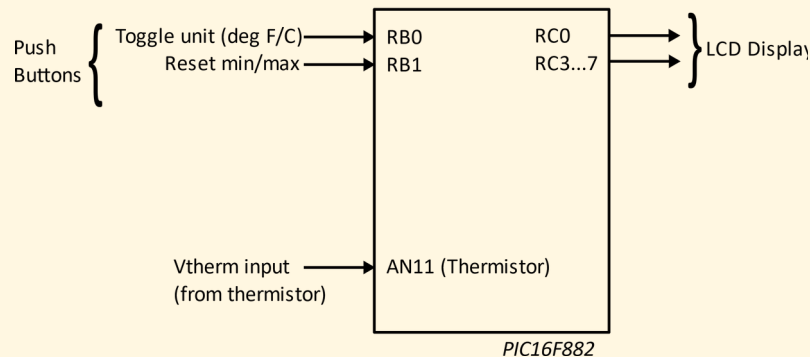 Push
Buttons
Toggle unit (deg F/C)
Reset min/max
RB0
RB1
RC0
RC3...7
LCD Display
Vtherm input
(from thermistor)
AN11 (Thermistor)
PIC16F882